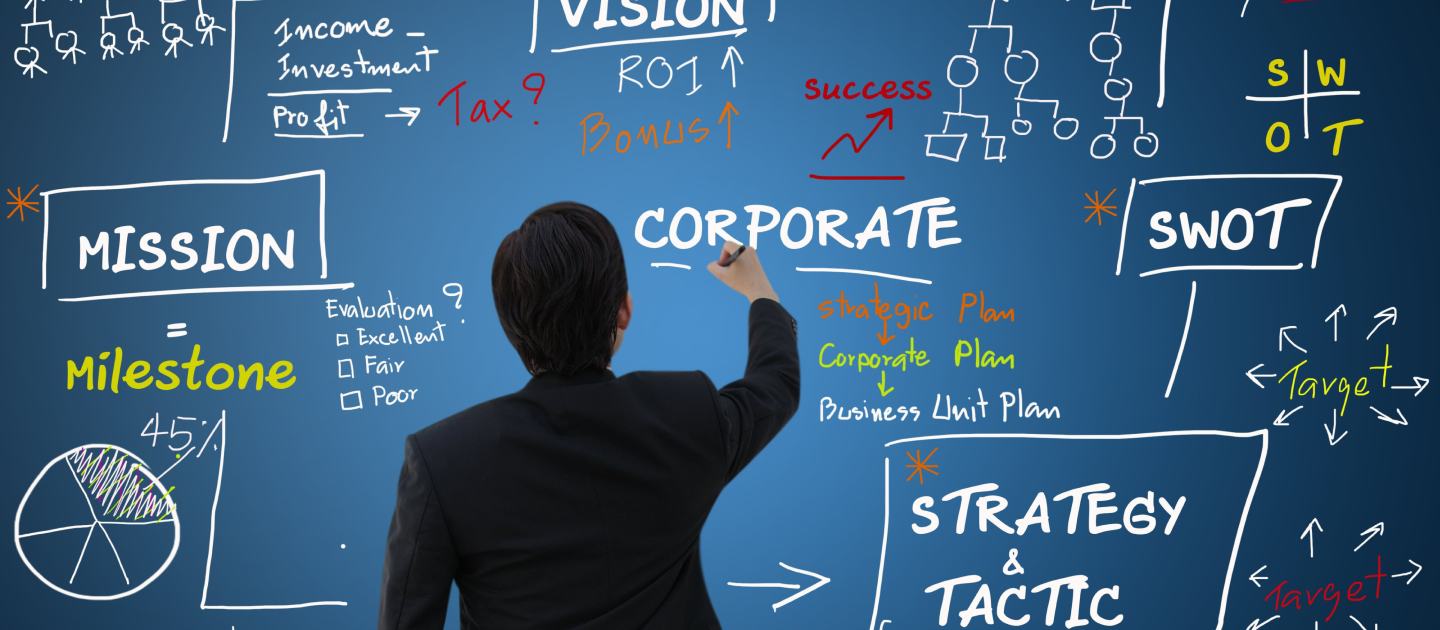 VISION
Income -
Investment
Profit → Tax?
ROI ↑
Bonus ↑
success
S W
O T
MISSION
=
Milestone
Evaluation ?
Excellent
Fair
Poor
45%
CORPORATE
strategic Plan
Corporate Plan
Business Unit Plan
SWOT
Target
STRATEGY
&
TACTIC
Target